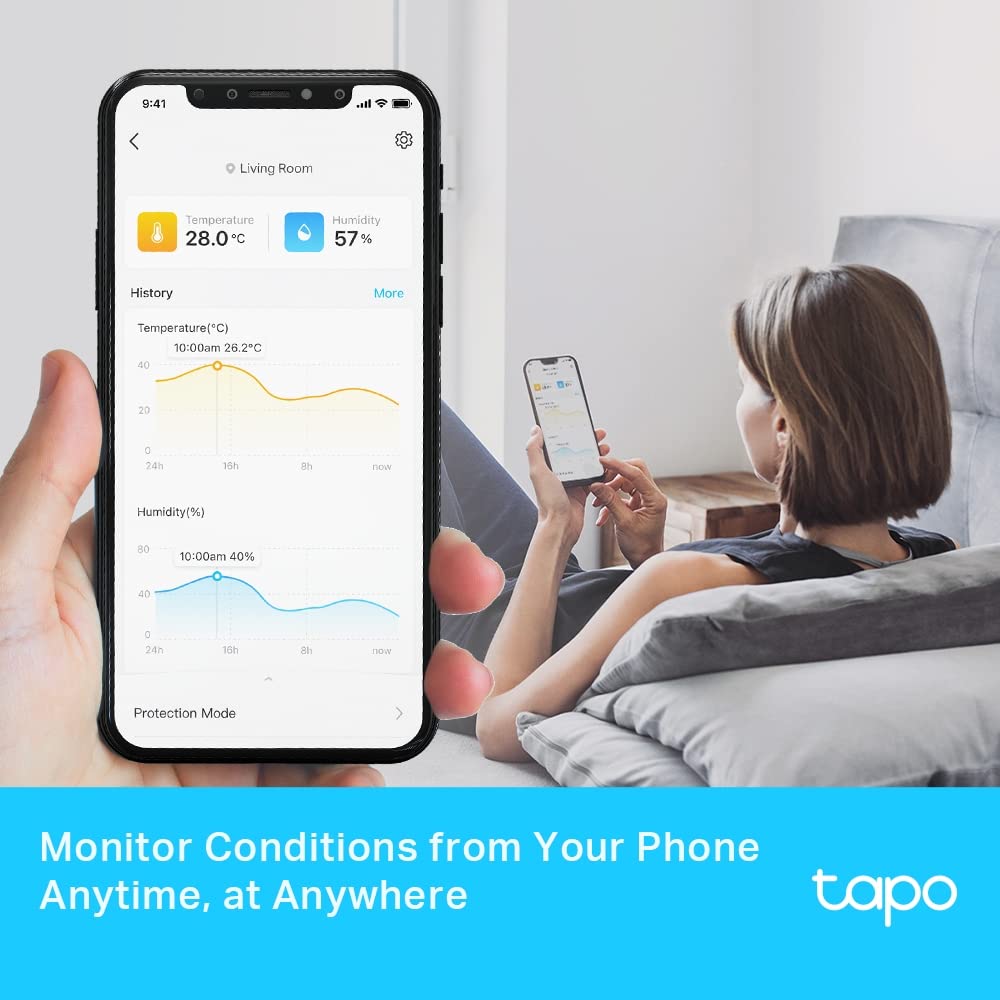 9:41
Living Room
Temperature
28.0 °C
Humidity
57 %
History
More
Temperature(°C)
10:00am 26.2°C
40
20
0
24h 16h 8h now
Humidity(%)
10:00am 40%
80
40
0
24h 16h 8h now
Protection Mode
Monitor Conditions from Your Phone
Anytime, at Anywhere
tapo